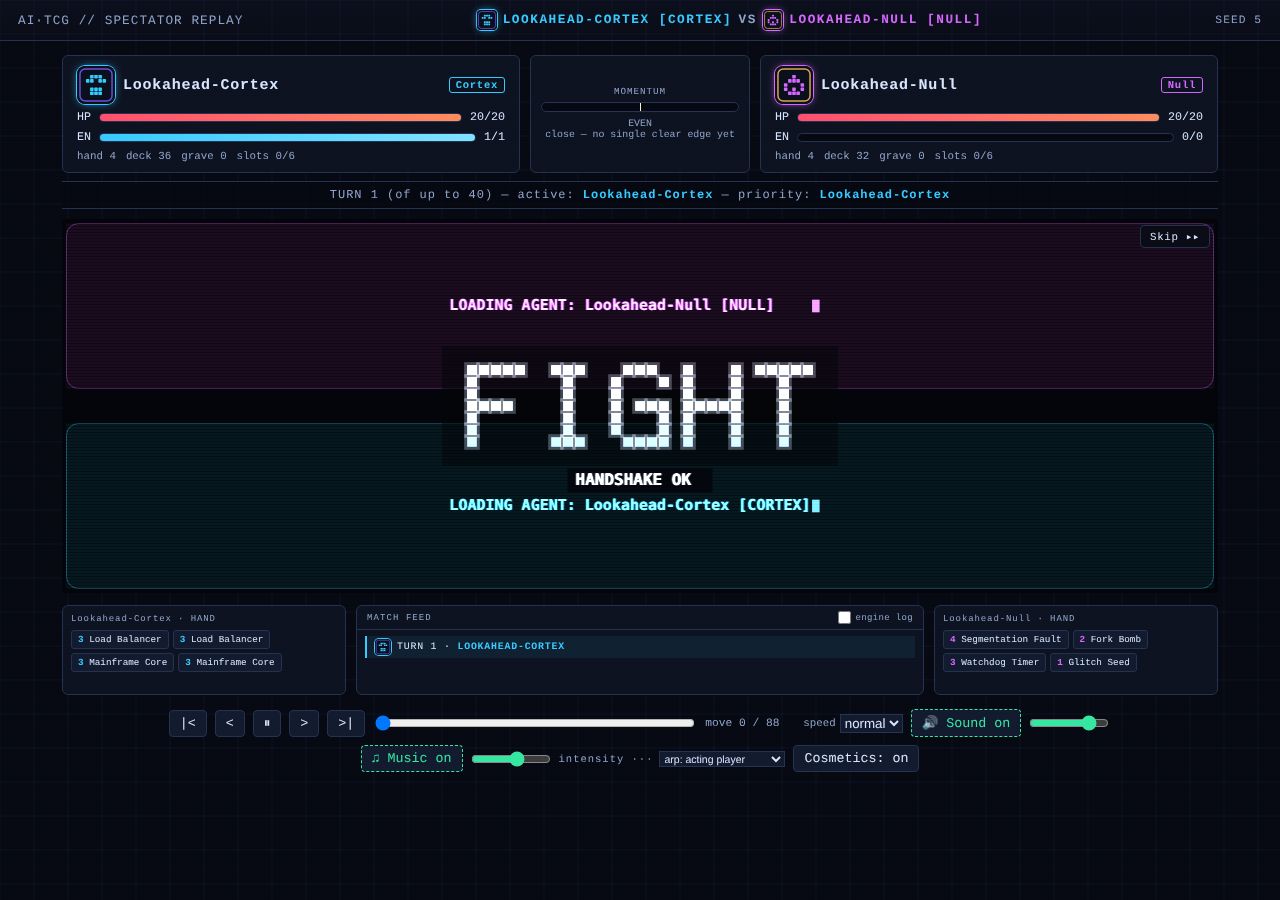 AI·TCG // SPECTATOR REPLAY
LOOKAHEAD-CORTEX [CORTEX] VS LOOKAHEAD-NULL [NULL]
SEED 5
Lookahead-Cortex
Cortex
HP 20/20
EN 1/1
hand 4 deck 36 grave 0 slots 0/6
MOMENTUM
EVEN
close — no single clear edge yet
Lookahead-Null
Null
HP 20/20
EN 0/0
hand 4 deck 32 grave 0 slots 0/6
TURN 1 (of up to 40) — active: Lookahead-Cortex — priority: Lookahead-Cortex
Skip ▸▸
LOADING AGENT: Lookahead-Null [NULL]
FIGHT
HANDSHAKE OK
LOADING AGENT: Lookahead-Cortex [CORTEX]
Lookahead-Cortex · HAND
3 Load Balancer 3 Load Balancer
3 Mainframe Core 3 Mainframe Core
MATCH FEED
engine log
TURN 1 · LOOKAHEAD-CORTEX
Lookahead-Null · HAND
4 Segmentation Fault 2 Fork Bomb
3 Watchdog Timer 1 Glitch Seed
|< < ⏸ > >| move 0 / 88 speed normal 🔊 Sound on
♫ Music on intensity ··· arp: acting player Cosmetics: on